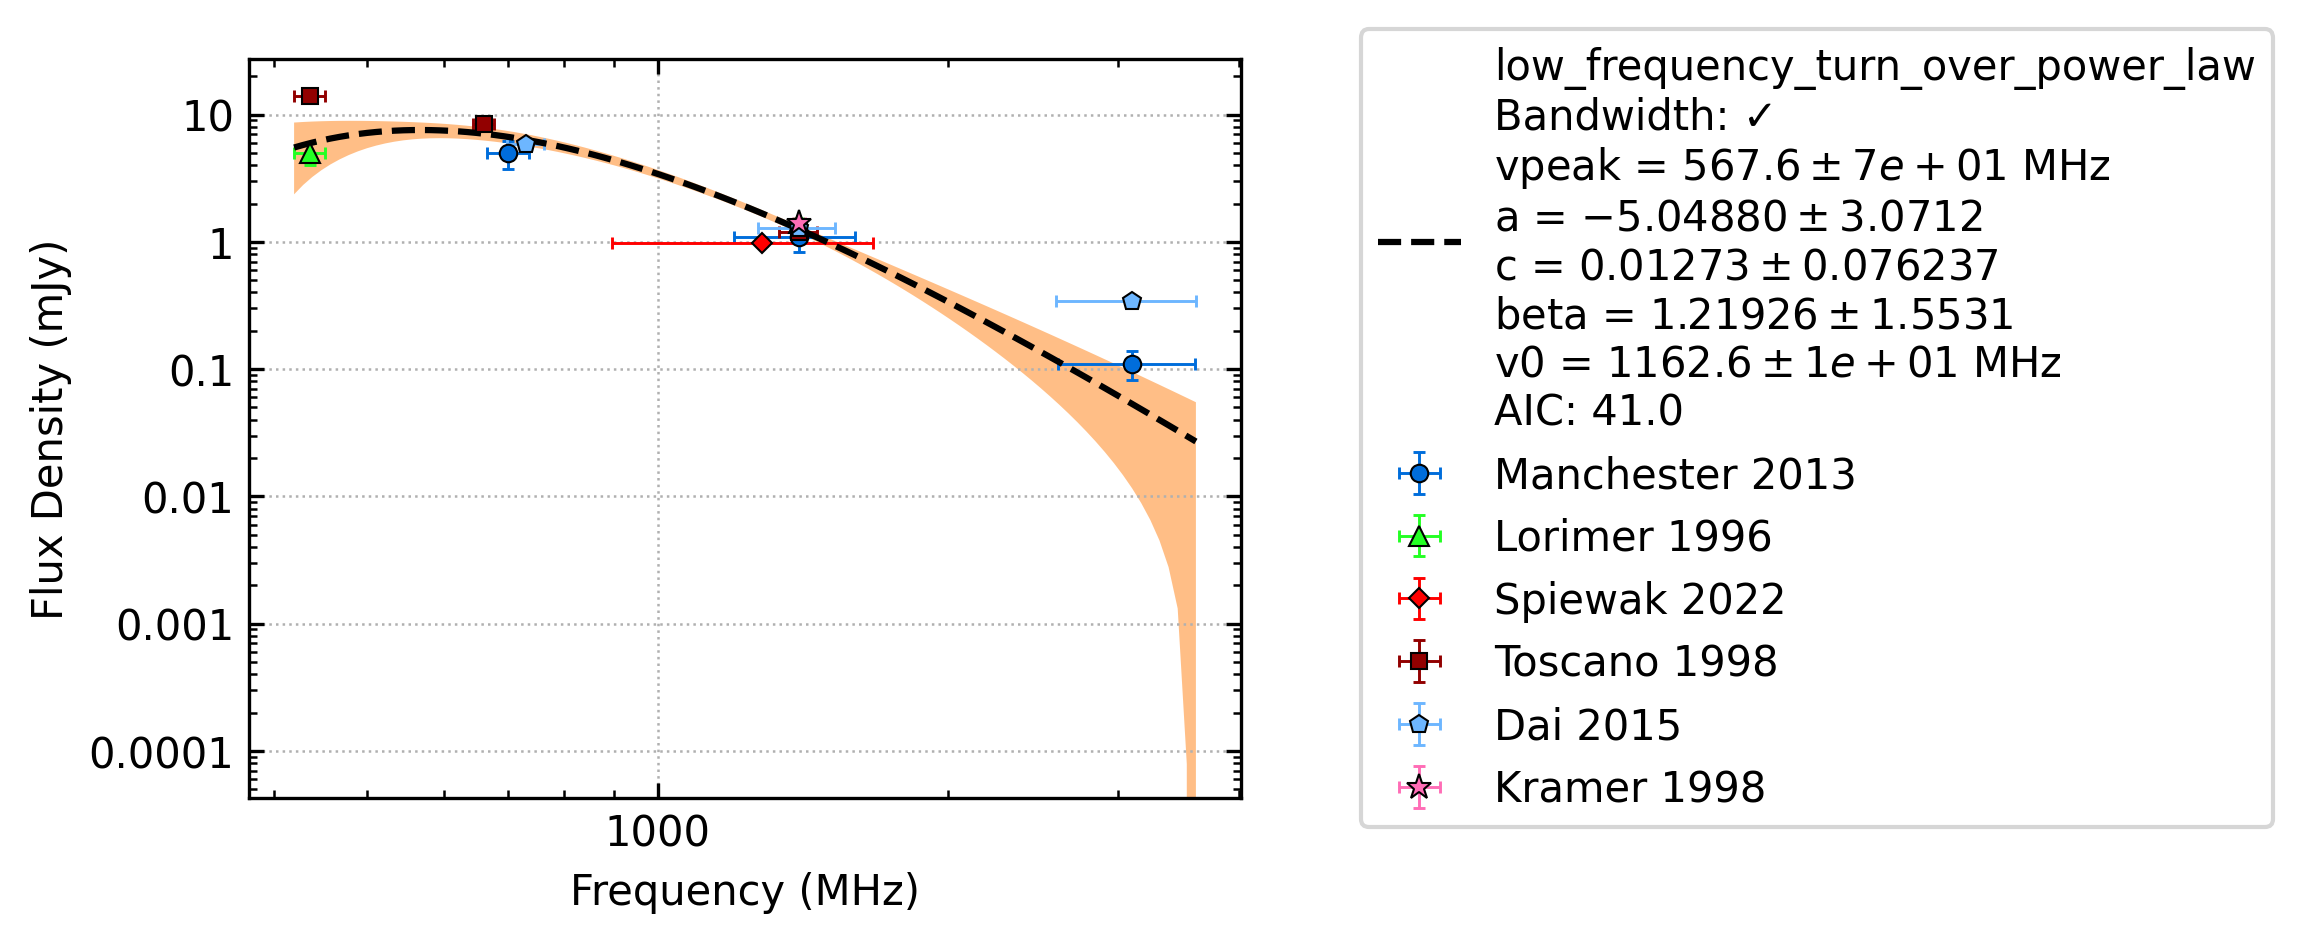 10
1
0.1
0.01
0.001
0.0001
Flux Density (mJy)
1000
Frequency (MHz)
low_frequency_turn_over_power_law
Bandwidth: ✓
vpeak = 567.6 ± 7e + 01 MHz
a = −5.04880 ± 3.0712
c = 0.01273 ± 0.076237
beta = 1.21926 ± 1.5531
v0 = 1162.6 ± 1e + 01 MHz
AIC: 41.0
Manchester 2013
Lorimer 1996
Spiewak 2022
Toscano 1998
Dai 2015
Kramer 1998